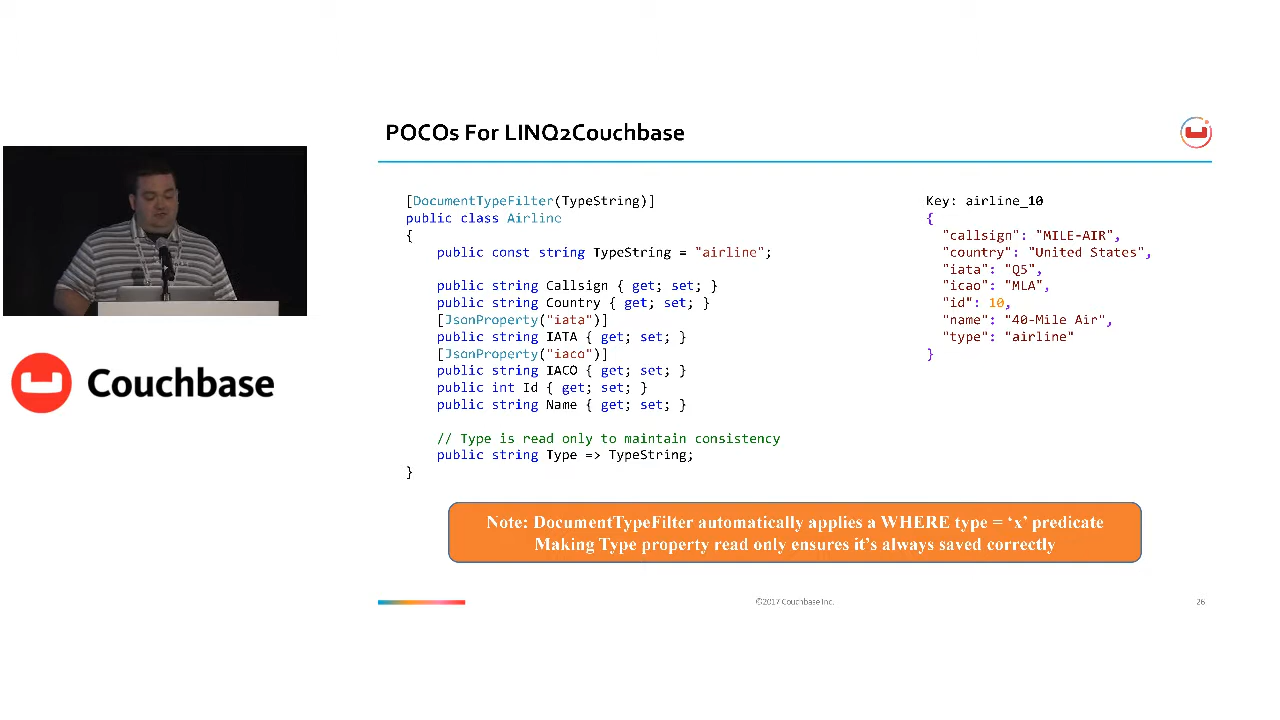 POCOs For LINQ2Couchbase
[DocumentTypeFilter(TypeString)]
public class Airline
{
public const string TypeString = "airline";
public string Callsign { get; set; }
public string Country { get; set; }
[JsonProperty("iata")]
public string IATA { get; set; }
[JsonProperty("iaco")]
public string IACO { get; set; }
public int Id { get; set; }
public string Name { get; set; }
// Type is read only to maintain consistency
public string Type => TypeString;
}
Key: airline_10
{
"callsign": "MILE-AIR",
"country": "United States",
"iata": "Q5",
"icao": "MLA",
"id": 10,
"name": "40-Mile Air",
"type": "airline"
}
Couchbase
Note: DocumentTypeFilter automatically applies a WHERE type = ‘x’ predicate
Making Type property read only ensures it’s always saved correctly
©2017 Couchbase Inc.
26